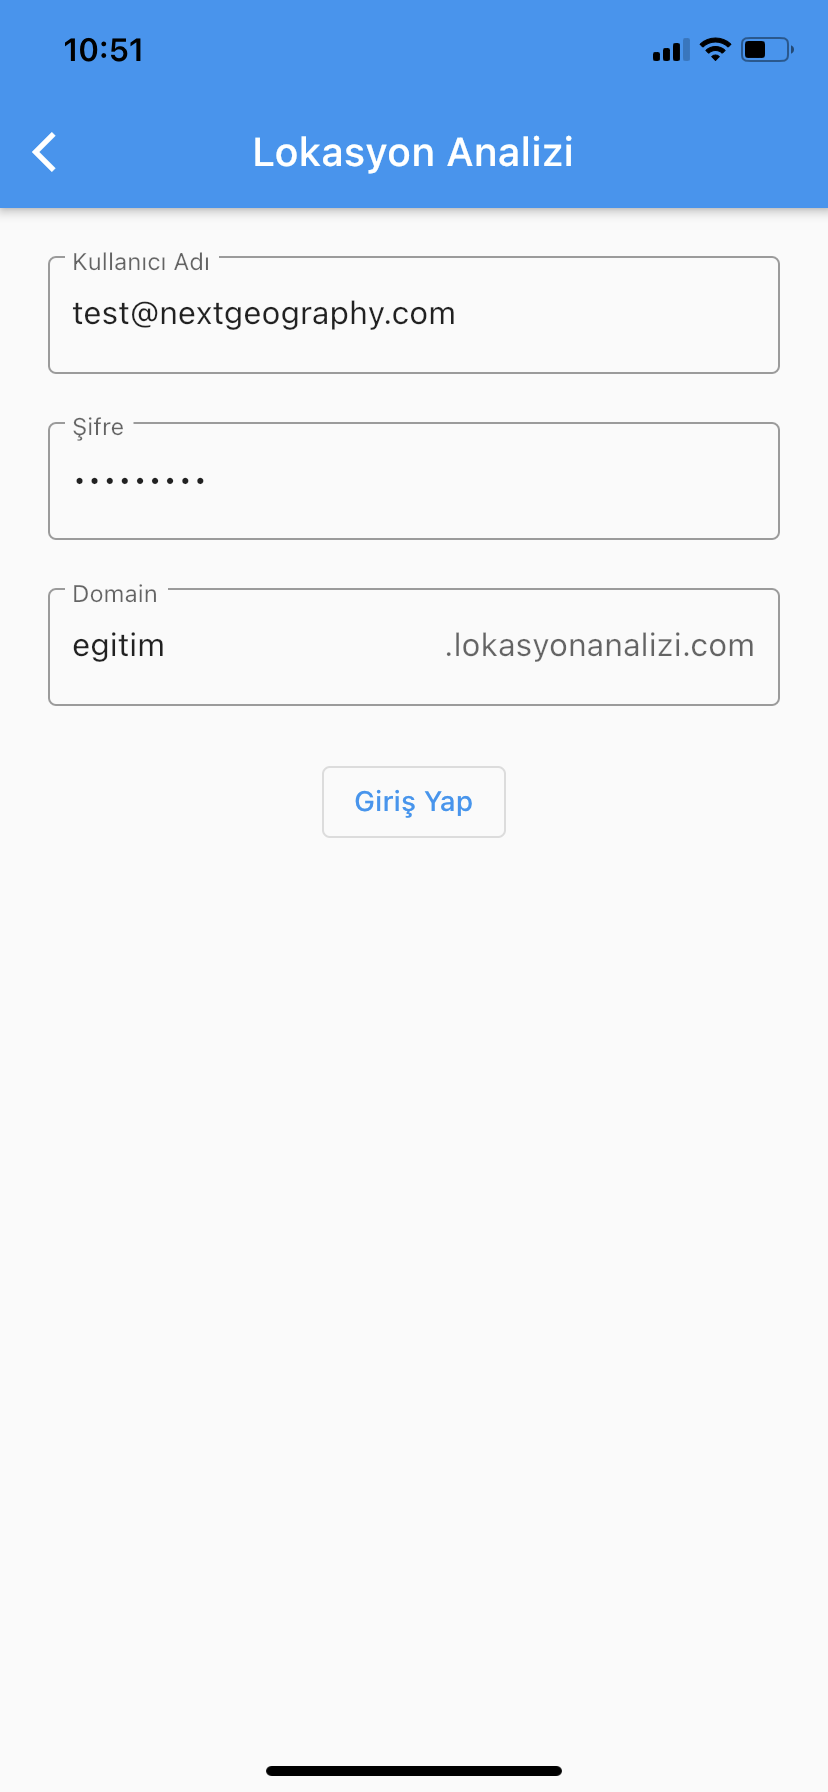 10:51
Lokasyon Analizi
Kullanıcı Adı
test@nextgeography.com
Şifre
•••••••••
Domain
egitim .lokasyonanalizi.com
Giriş Yap